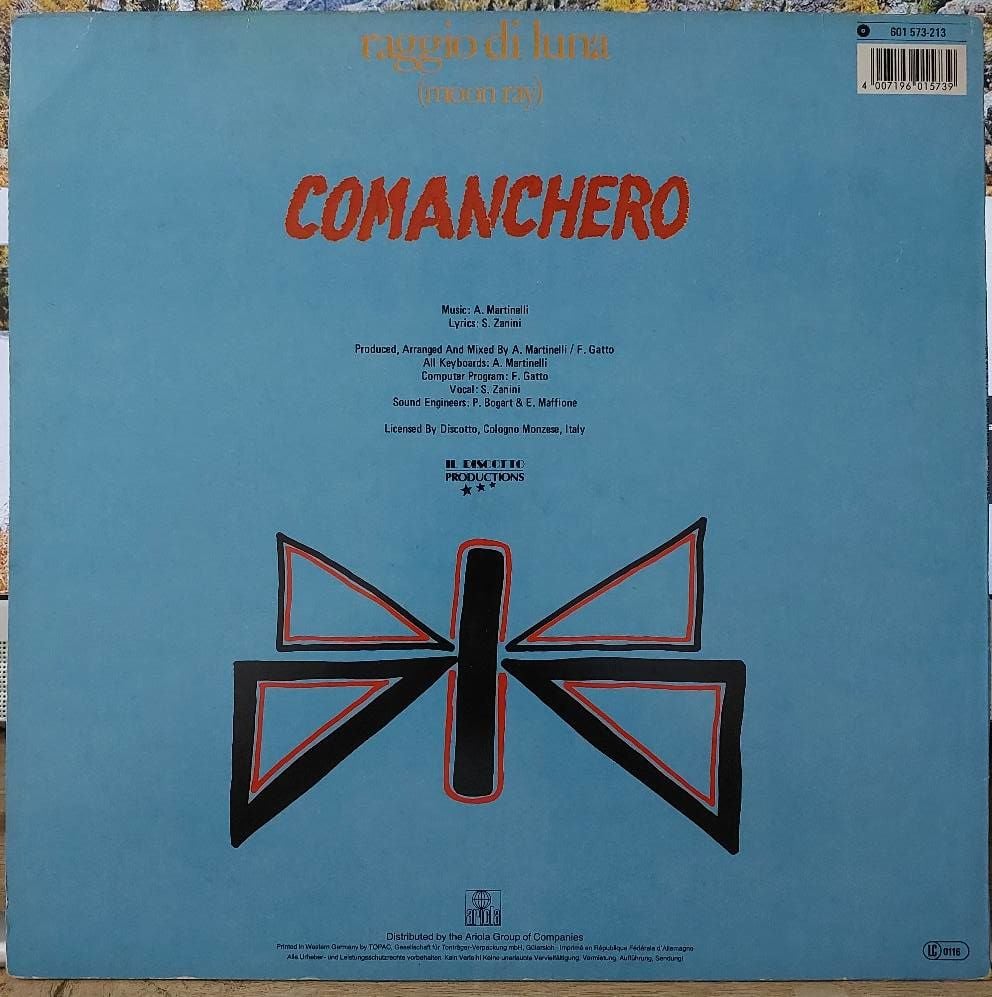 raggio di luna
(moon ray)
601 573-213
4 007196 015739
COMANCHERO
Music: A. Martinelli
Lyrics: S. Zanini
Produced, Arranged And Mixed By A. Martinelli / F. Gatto
All Keyboards: A. Martinelli
Computer Program: F. Gatto
Vocal: S. Zanini
Sound Engineers: P. Bogart & E. Maffione
Licensed By Discotto, Cologno Monzese, Italy
IL DISCOTTO
PRODUCTIONS
ariola
Distributed by the Ariola Group of Companies
Printed in Western Germany by TOPAC, Gesellschaft für Tonträger-Verpackung mbH, Gütersloh · Imprimé en République Fédérale d'Allemagne
Alle Urheber- und Leistungsschutzrechte vorbehalten. Kein Verleih! Keine unerlaubte Vervielfältigung, Vermietung, Aufführung, Sendung!
LC 0116